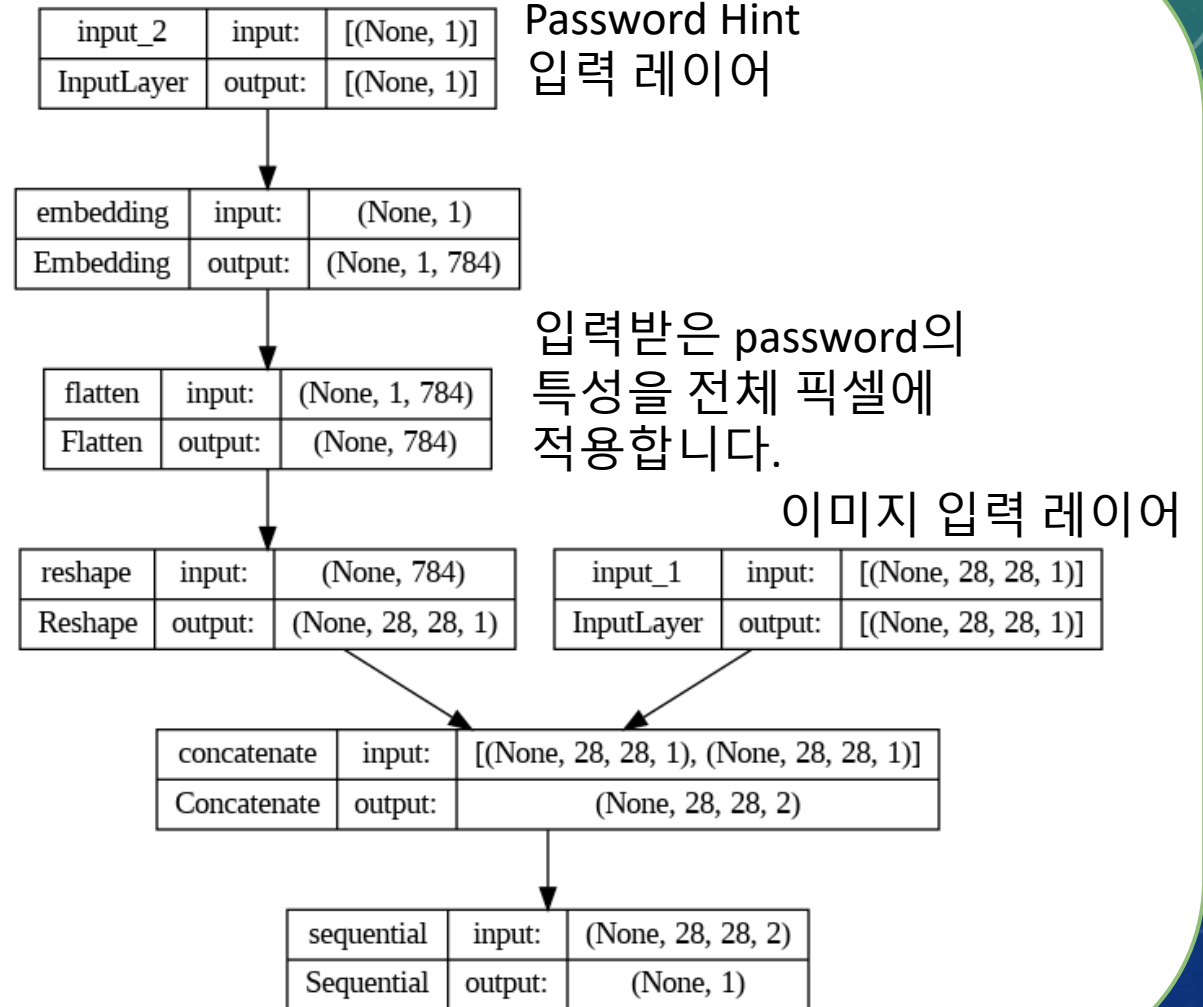 Password Hint
입력 레이어
input_2 input: [(None, 1)]
InputLayer output: [(None, 1)]
embedding input: (None, 1)
Embedding output: (None, 1, 784)
입력받은 password의
특성을 전체 픽셀에
적용합니다.
flatten input: (None, 1, 784)
Flatten output: (None, 784)
이미지 입력 레이어
reshape input: (None, 784)
Reshape output: (None, 28, 28, 1)
input_1 input: [(None, 28, 28, 1)]
InputLayer output: [(None, 28, 28, 1)]
concatenate input: [(None, 28, 28, 1), (None, 28, 28, 1)]
Concatenate output: (None, 28, 28, 2)
sequential input: (None, 28, 28, 2)
Sequential output: (None, 1)